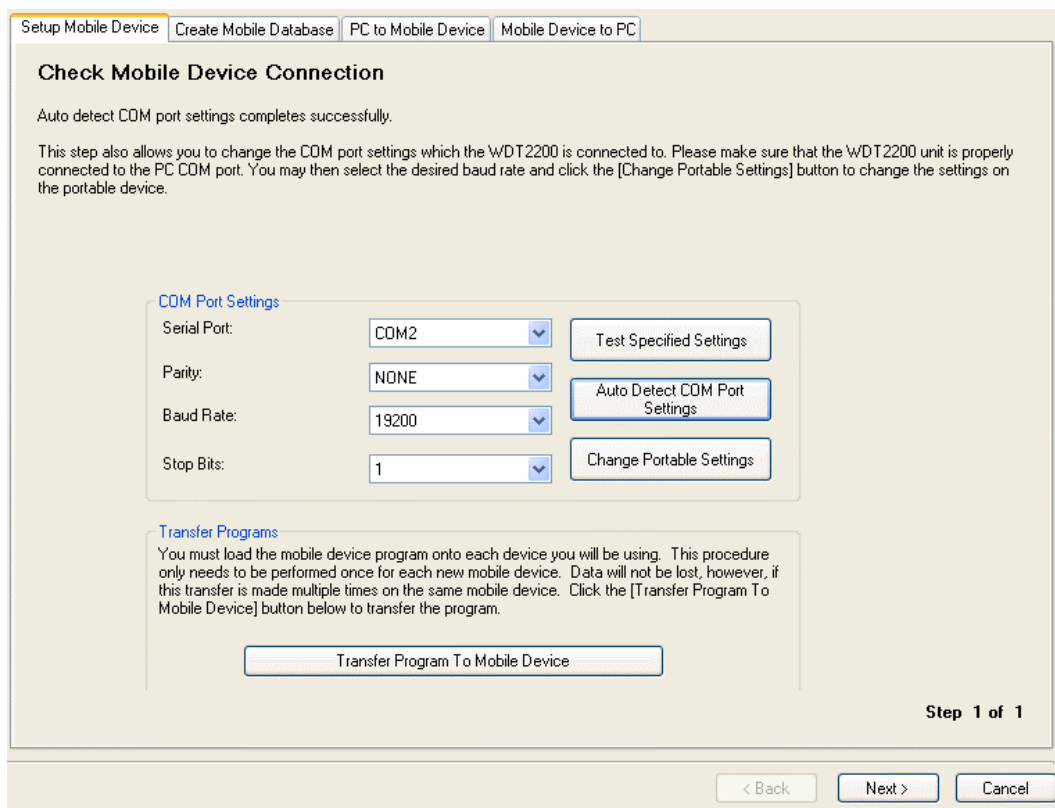 Setup Mobile Device
Create Mobile Database
PC to Mobile Device
Mobile Device to PC
Check Mobile Device Connection
Auto detect COM port settings completes successfully.
This step also allows you to change the COM port settings which the WDT2200 is connected to. Please make sure that the WDT2200 unit is properly
connected to the PC COM port. You may then select the desired baud rate and click the [Change Portable Settings] button to change the settings on
the portable device.
COM Port Settings
Serial Port:
COM2
Test Specified Settings
Parity:
NONE
Auto Detect COM Port
Settings
Baud Rate:
19200
Stop Bits:
1
Change Portable Settings
Transfer Programs
You must load the mobile device program onto each device you will be using. This procedure
only needs to be performed once for each new mobile device. Data will not be lost, however, if
this transfer is made multiple times on the same mobile device. Click the [Transfer Program To
Mobile Device] button below to transfer the program.
Transfer Program To Mobile Device
Step 1 of 1
< Back
Next >
Cancel